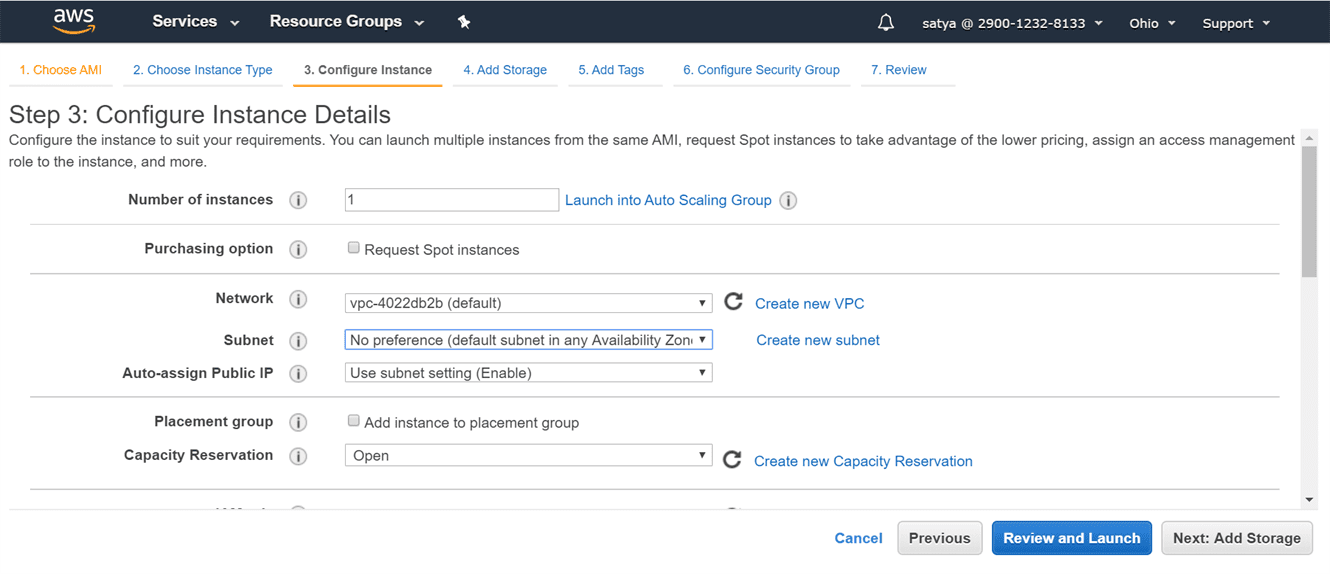 aws Services Resource Groups satya @ 2900-1232-8133 Ohio Support
1. Choose AMI 2. Choose Instance Type 3. Configure Instance 4. Add Storage 5. Add Tags 6. Configure Security Group 7. Review
Step 3: Configure Instance Details
Configure the instance to suit your requirements. You can launch multiple instances from the same AMI, request Spot instances to take advantage of the lower pricing, assign an access management
role to the instance, and more.
Number of instances i 1 Launch into Auto Scaling Group i
Purchasing option i Request Spot instances
Network i vpc-4022db2b (default) Create new VPC
Subnet i No preference (default subnet in any Availability Zon Create new subnet
Auto-assign Public IP i Use subnet setting (Enable)
Placement group i Add instance to placement group
Capacity Reservation i Open Create new Capacity Reservation
Cancel Previous Review and Launch Next: Add Storage